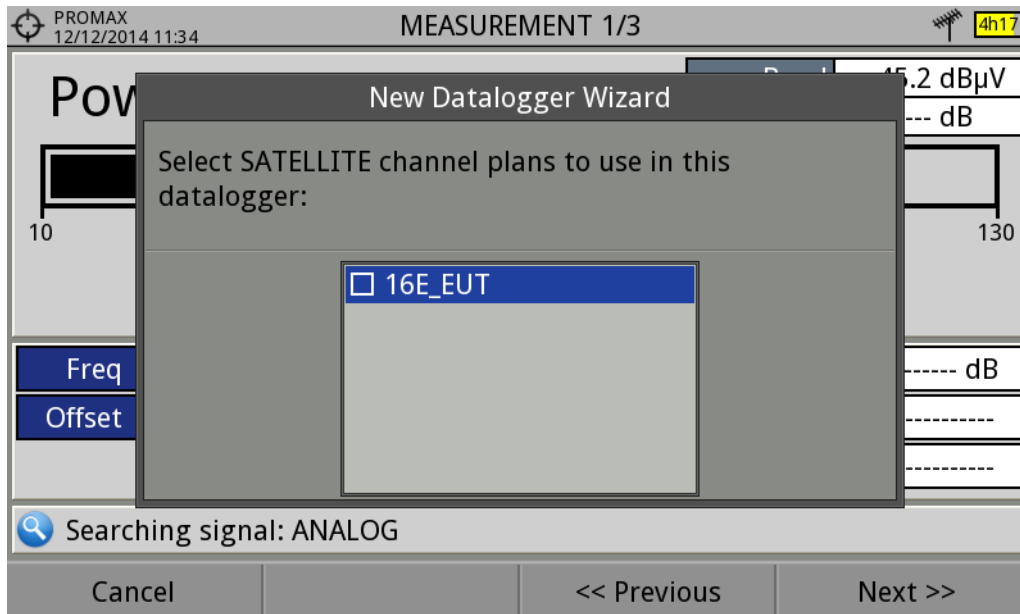 PROMAX
12/12/2014 11:34
MEASUREMENT 1/3
4h17
.2 dBµV
--- dB
10
130
New Datalogger Wizard
Select SATELLITE channel plans to use in this
datalogger:
16E_EUT
Freq
------ dB
Offset
----------
----------
Searching signal: ANALOG
Cancel
<< Previous
Next >>